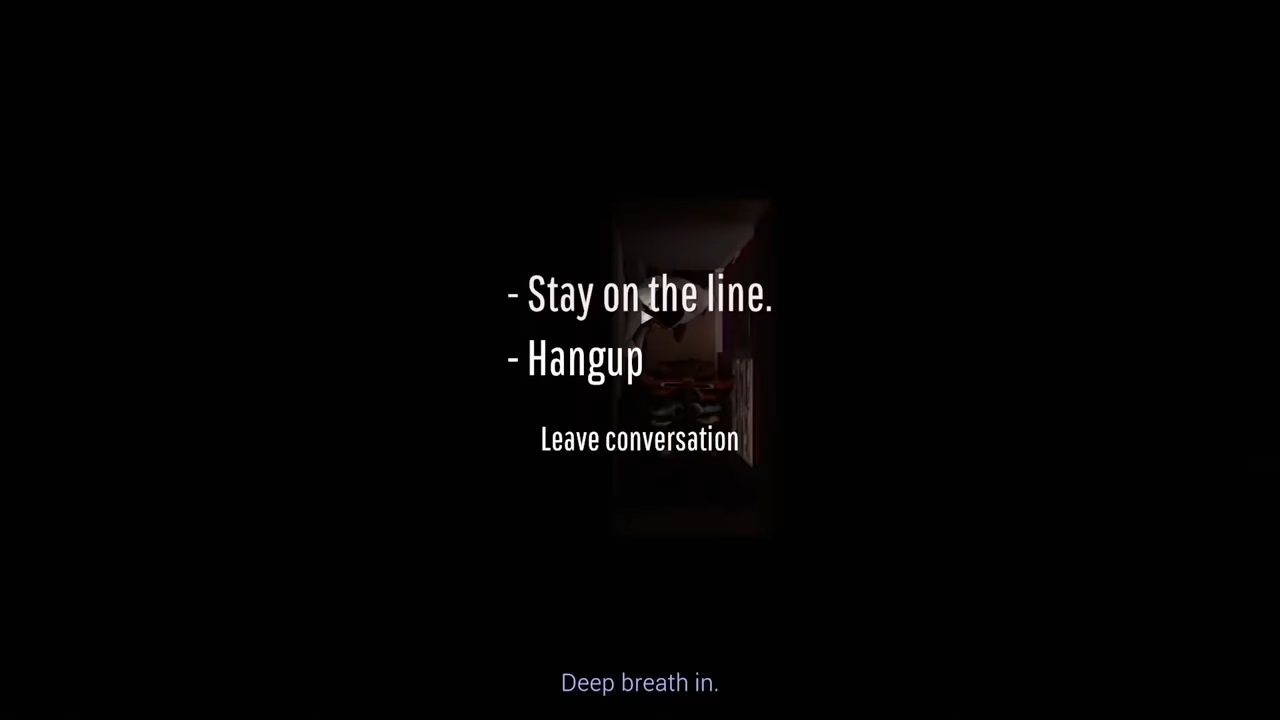 - Stay on the line.
- Hangup
Leave conversation
Deep breath in.